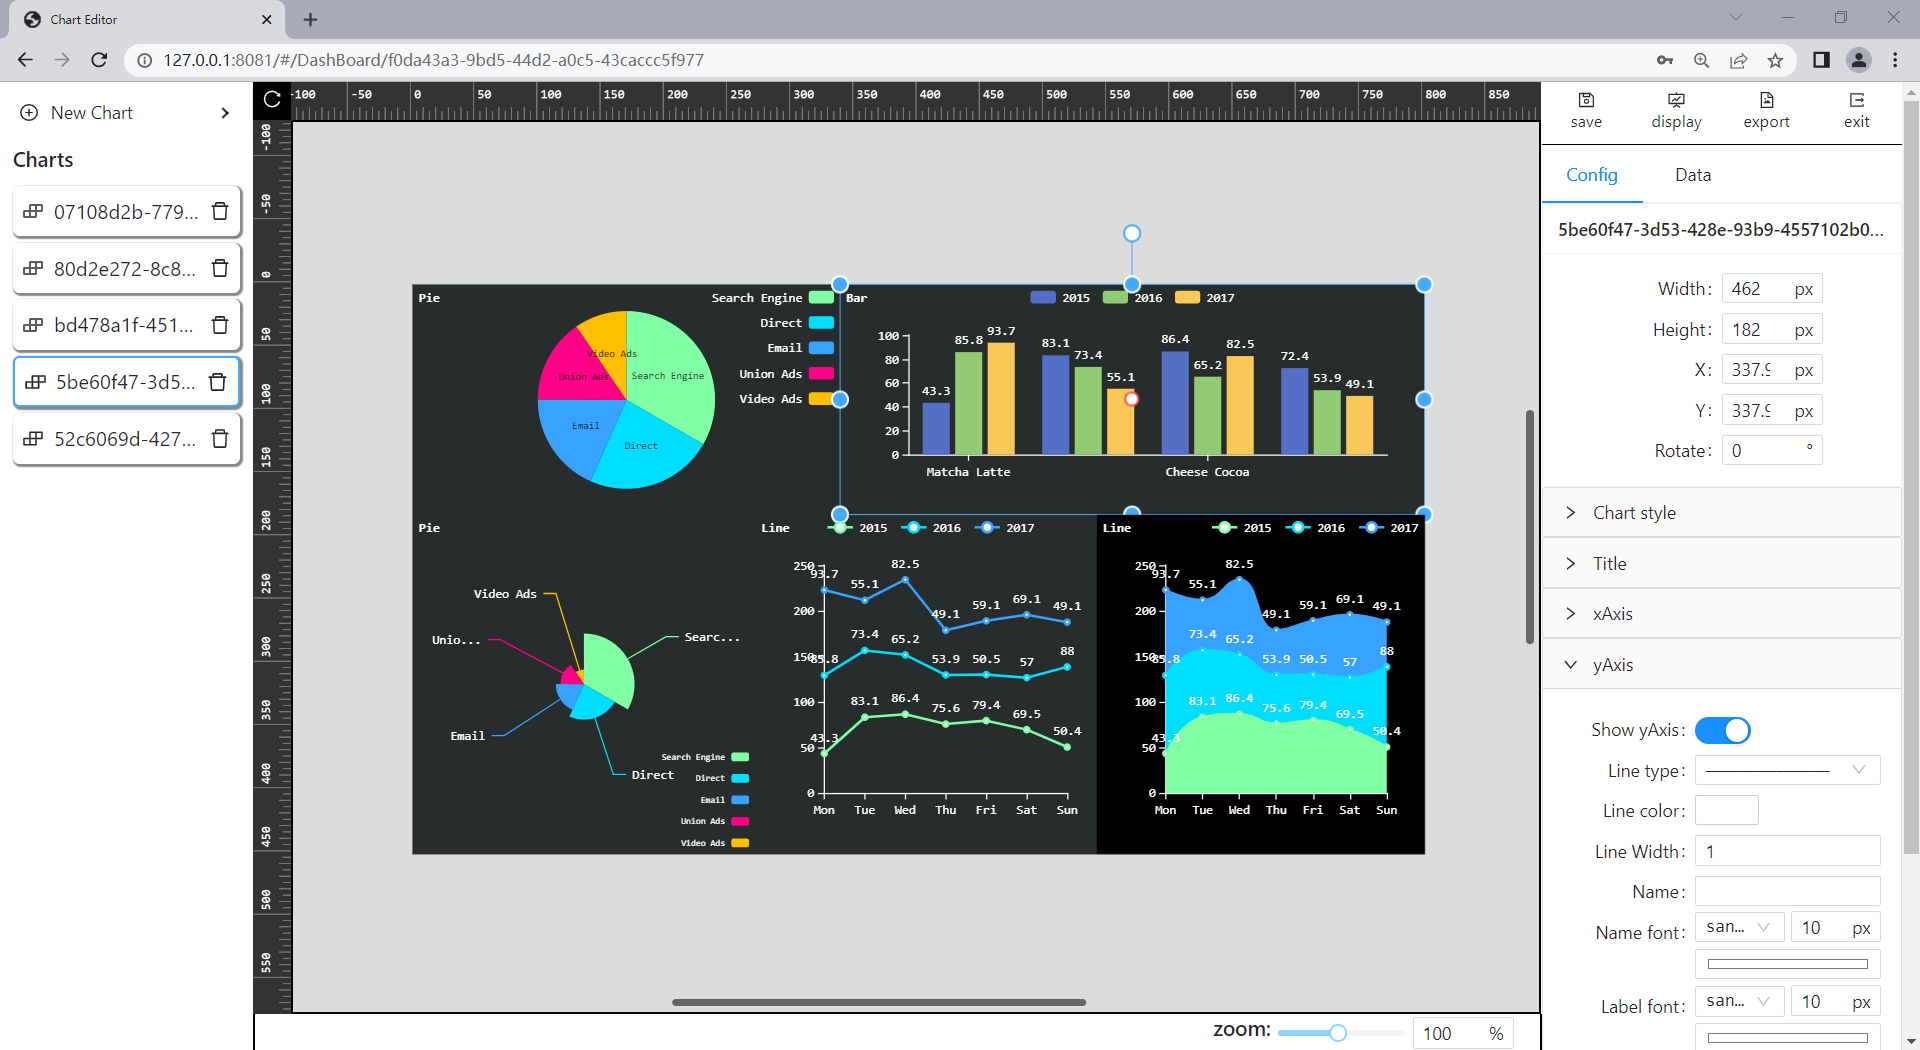 Chart Editor
127.0.0.1:8081/#/DashBoard/f0da43a3-9bd5-44d2-a0c5-43caccc5f977
New Chart
Charts
07108d2b-779...
80d2e272-8c8...
bd478a1f-451...
5be60f47-3d5...
52c6069d-427...
-100 -50 0 50 100 150 200 250 300 350 400 450 500 550 600 650 700 750 800 850
-100
-50
0
50
100
150
200
250
300
350
400
450
500
550
Pie
Search Engine
Direct
Email
Union Ads
Video Ads
Video Ads
Union Ads
Search Engine
Email
Direct
Bar
2015 2016 2017
100
80
60
40
20
0
43.3 85.8 93.7
83.1 73.4 55.1
86.4 65.2 82.5
72.4 53.9 49.1
Matcha Latte Cheese Cocoa
Pie
Video Ads
Unio...
Searc...
Email
Direct
Search Engine
Direct
Email
Union Ads
Video Ads
Line
2015 2016 2017
250
200
150
100
50
0
93.7 55.1 82.5 49.1 59.1 69.1 49.1
85.8 73.4 65.2 53.9 50.5 57 88
43.3 83.1 86.4 75.6 79.4 69.5 50.4
Mon Tue Wed Thu Fri Sat Sun
Line
2015 2016 2017
250
200
150
100
50
0
93.7 55.1 82.5 49.1 59.1 69.1 49.1
85.8 73.4 65.2 53.9 50.5 57 88
43.3 83.1 86.4 75.6 79.4 69.5 50.4
Mon Tue Wed Thu Fri Sat Sun
zoom: 100 %
save display export exit
Config Data
5be60f47-3d53-428e-93b9-4557102b0...
Width: 462 px
Height: 182 px
X: 337.9 px
Y: 337.9 px
Rotate: 0 °
Chart style
Title
xAxis
yAxis
Show yAxis:
Line type:
Line color:
Line Width: 1
Name:
Name font: san... 10 px
Label font: san... 10 px